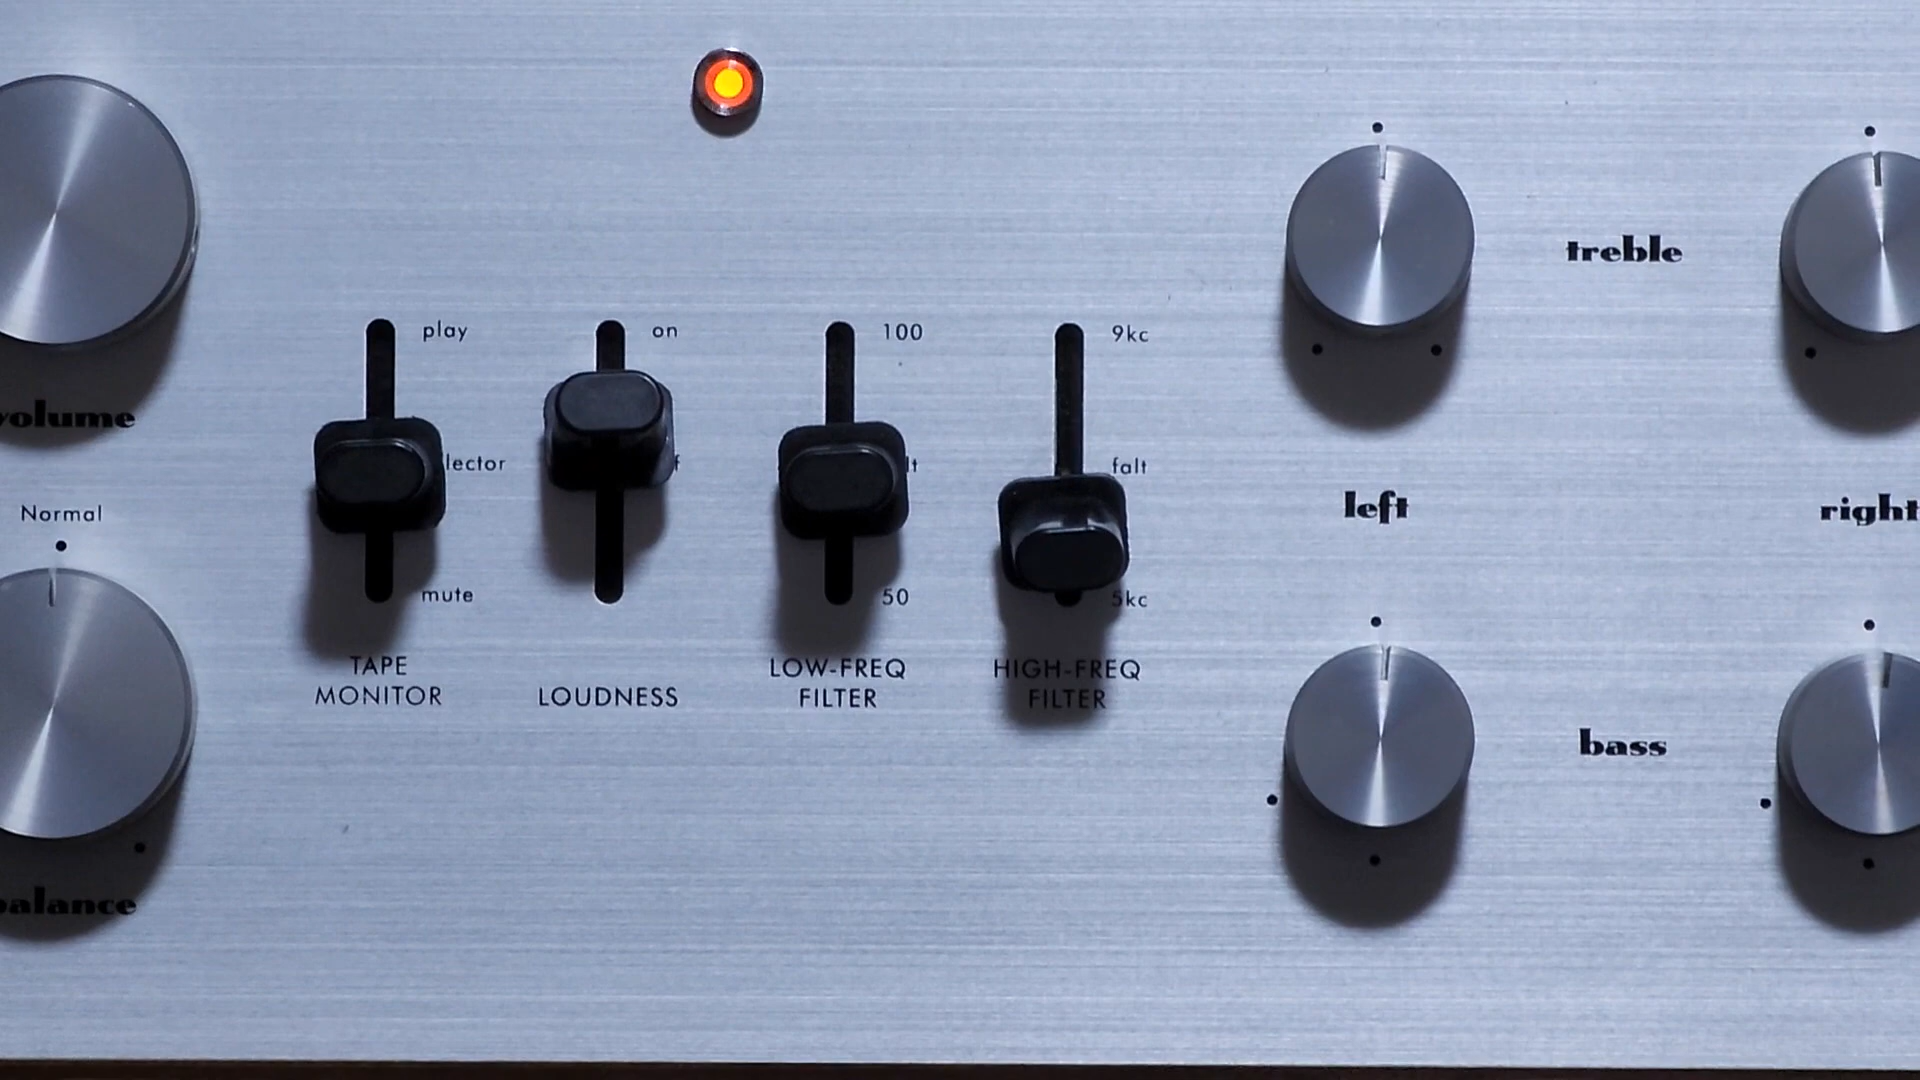 play
on
100
9kc
treble
volume
lector
falt
Normal
left
right
mute
50
5kc
TAPE
MONITOR
LOUDNESS
LOW-FREQ
FILTER
HIGH-FREQ
FILTER
bass
balance